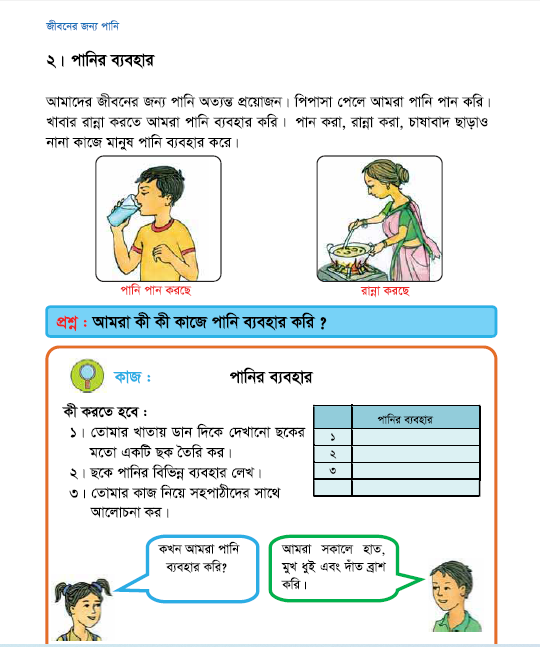 জীবনের জন্য পানি
২। পানির ব্যবহার
আমাদের জীবনের জন্য পানি অত্যন্ত প্রয়োজন। পিপাসা পেলে আমরা পানি পান করি।
খাবার রান্না করতে আমরা পানি ব্যবহার করি। পান করা, রান্না করা, চাষাবাদ ছাড়াও
নানা কাজে মানুষ পানি ব্যবহার করে।
পানি পান করছে
রান্না করছে
প্রশ্ন : আমরা কী কী কাজে পানি ব্যবহার করি ?
কাজ : পানির ব্যবহার
কী করতে হবে :
১। তোমার খাতায় ডান দিকে দেখানো ছকের
মতো একটি ছক তৈরি কর।
২। ছকে পানির বিভিন্ন ব্যবহার লেখ।
৩। তোমার কাজ নিয়ে সহপাঠীদের সাথে
আলোচনা কর।
পানির ব্যবহার
১
২
৩
কখন আমরা পানি
ব্যবহার করি?
আমরা সকালে হাত,
মুখ ধুই এবং দাঁত ব্রাশ
করি।